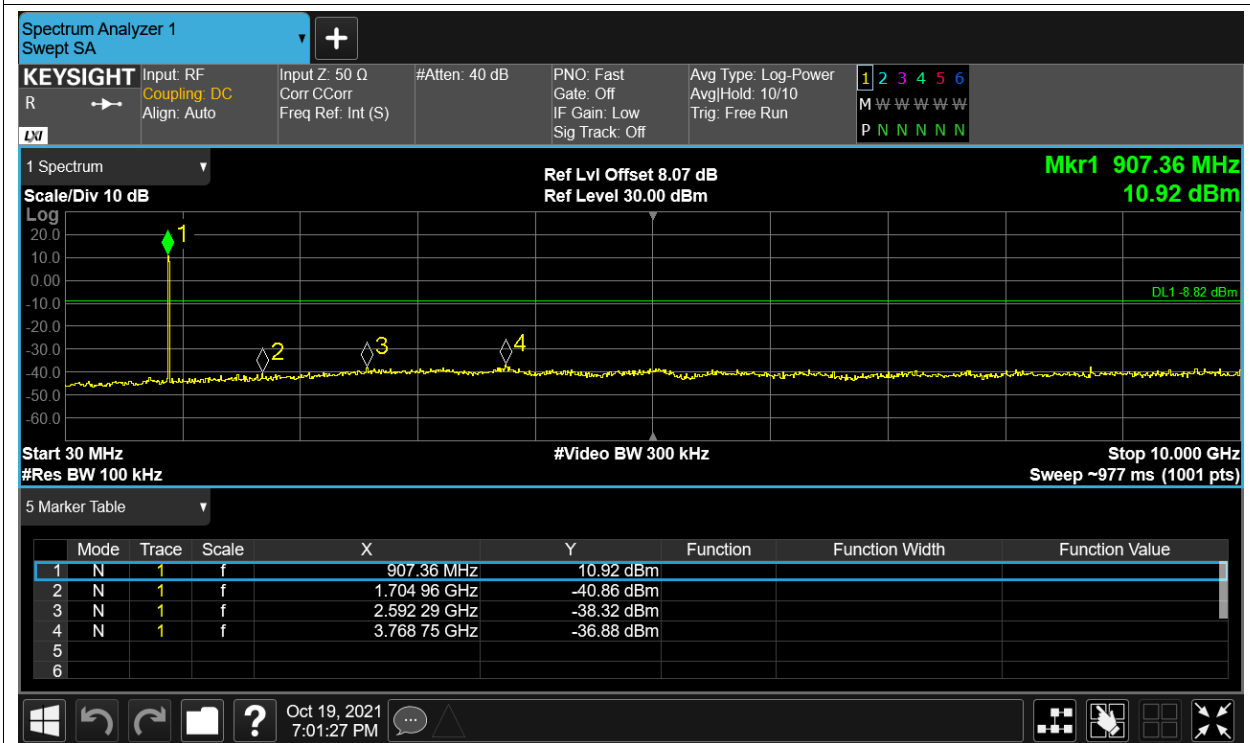 Spectrum Analyzer 1
Swept SA
KEYSIGHT
R
LXI
Input: RF
Coupling: DC
Align: Auto
Input Z: 50 Ω
Corr CCorr
Freq Ref: Int (S)
#Atten: 40 dB
PNO: Fast
Gate: Off
IF Gain: Low
Sig Track: Off
Avg Type: Log-Power
Avg|Hold: 10/10
Trig: Free Run
1 2 3 4 5 6
M W W W W W
P N N N N N
1 Spectrum
Scale/Div 10 dB
Ref Lvl Offset 8.07 dB
Ref Level 30.00 dBm
Mkr1 907.36 MHz
10.92 dBm
Log
20.0
10.0
0.00
-10.0
-20.0
-30.0
-40.0
-50.0
-60.0
1
2
3
4
DL1 -8.82 dBm
Start 30 MHz
#Video BW 300 kHz
Stop 10.000 GHz
#Res BW 100 kHz
Sweep ~977 ms (1001 pts)
5 Marker Table
Mode Trace Scale X Y Function Function Width Function Value
1 N 1 f 907.36 MHz 10.92 dBm
2 N 1 f 1.704 96 GHz -40.86 dBm
3 N 1 f 2.592 29 GHz -38.32 dBm
4 N 1 f 3.768 75 GHz -36.88 dBm
5
6
?
Oct 19, 2021
7:01:27 PM